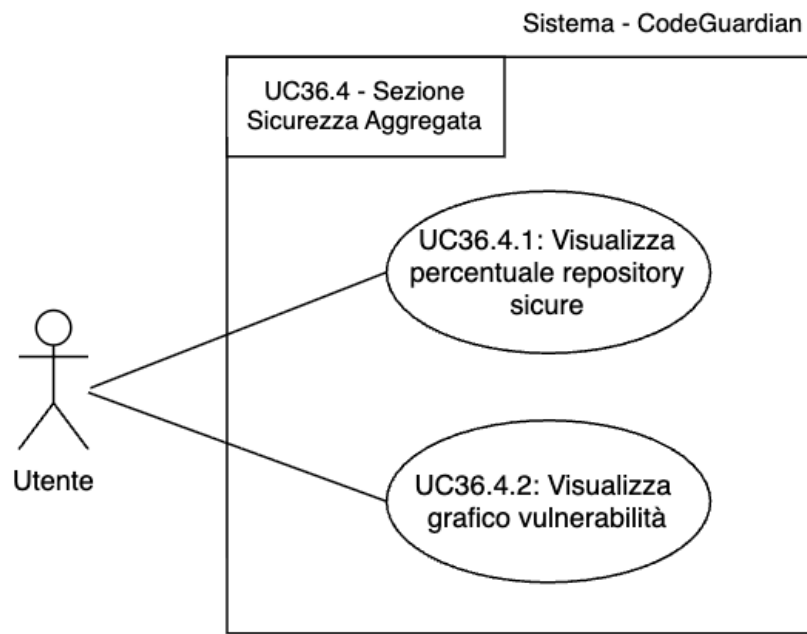 Sistema - CodeGuardian
UC36.4 - Sezione
Sicurezza Aggregata
UC36.4.1: Visualizza
percentuale repository
sicure
Utente
UC36.4.2: Visualizza
grafico vulnerabilità